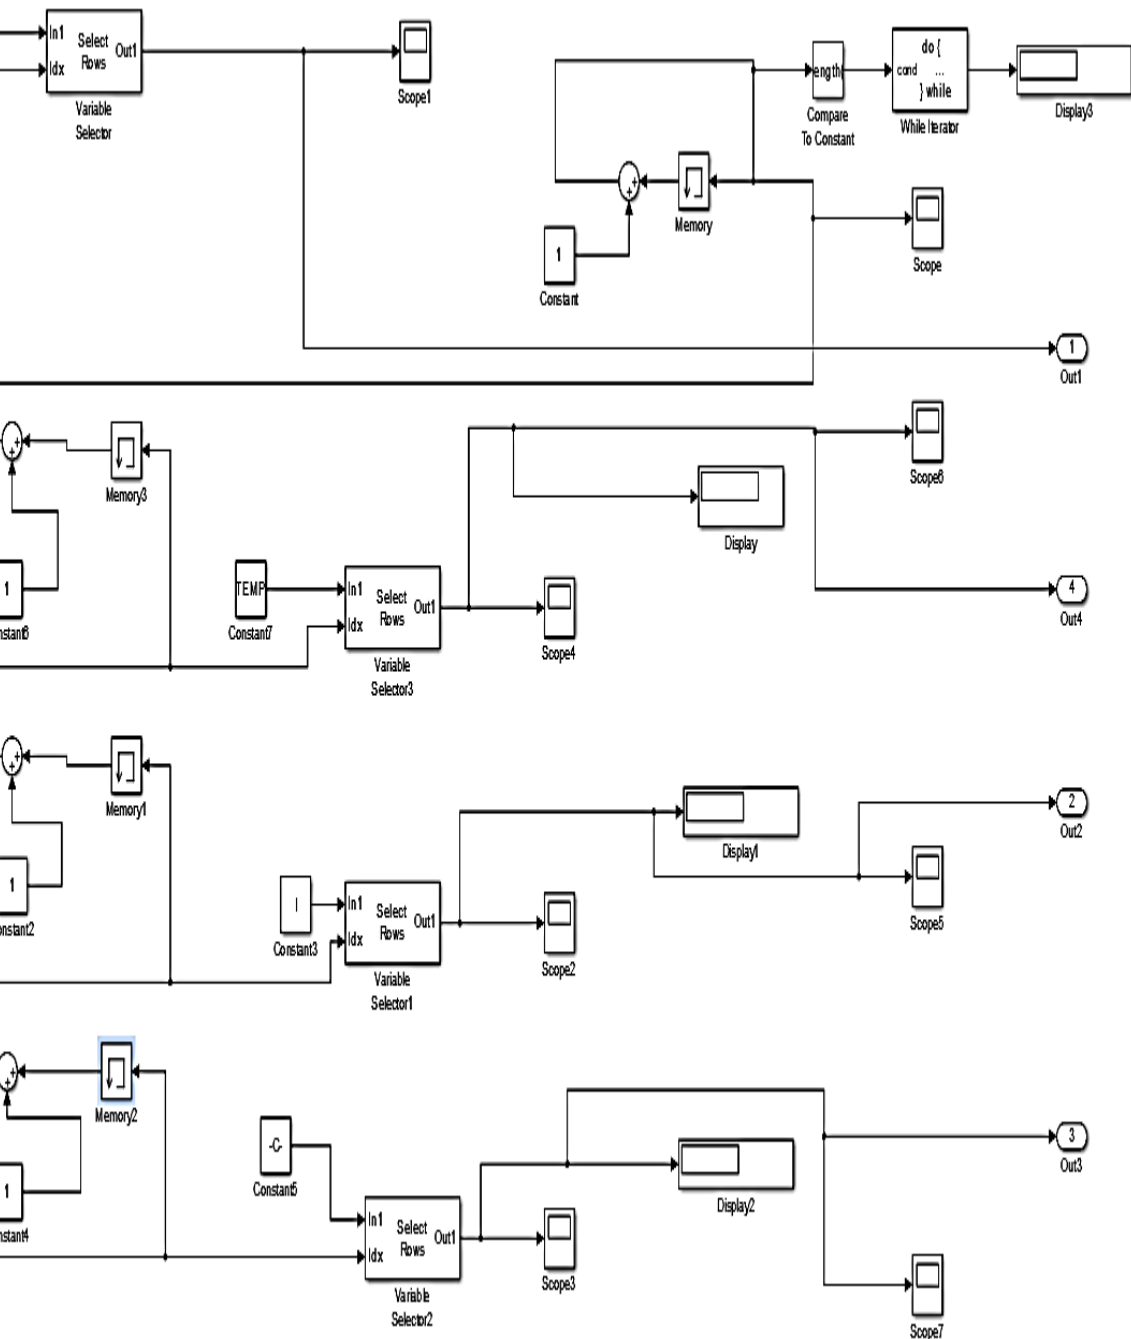 In1
Idx
Select
Rows
Out1
Variable
Selector
Scope1
ength(
Compare
To Constant
do {
cond ...
} while
While Iterator
Display3
+
+
Memory
1
Constant
Scope
1
Out1
+
+
Memory3
1
nstant6
TEMP
Constant7
In1
Idx
Select
Rows
Out1
Variable
Selector3
Scope4
Display
Scope6
4
Out4
+
+
Memory1
1
onstant2
I
Constant3
In1
Idx
Select
Rows
Out1
Variable
Selector1
Scope2
Display1
2
Out2
Scope5
+
+
Memory2
1
nstant4
-C-
Constant5
In1
Idx
Select
Rows
Out1
Variable
Selector2
Scope3
Display2
3
Out3
Scope7